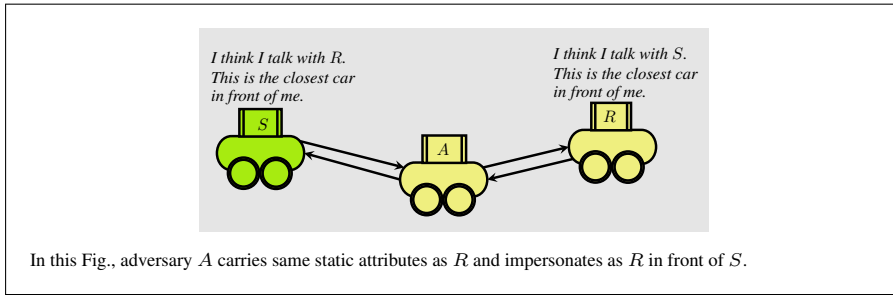 I think I talk with R.
This is the closest car
in front of me.
I think I talk with S.
This is the closest car
in front of me.
S
A
R
In this Fig., adversary A carries same static attributes as R and impersonates as R in front of S.